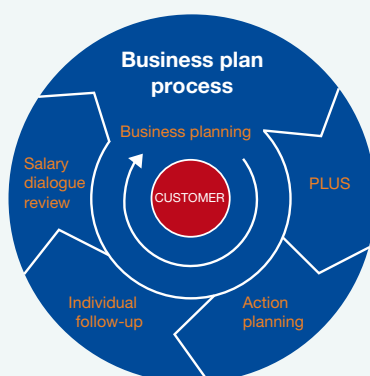 Business plan
process
Business planning
Salary
dialogue
review
CUSTOMER
PLUS
Individual
follow-up
Action
planning